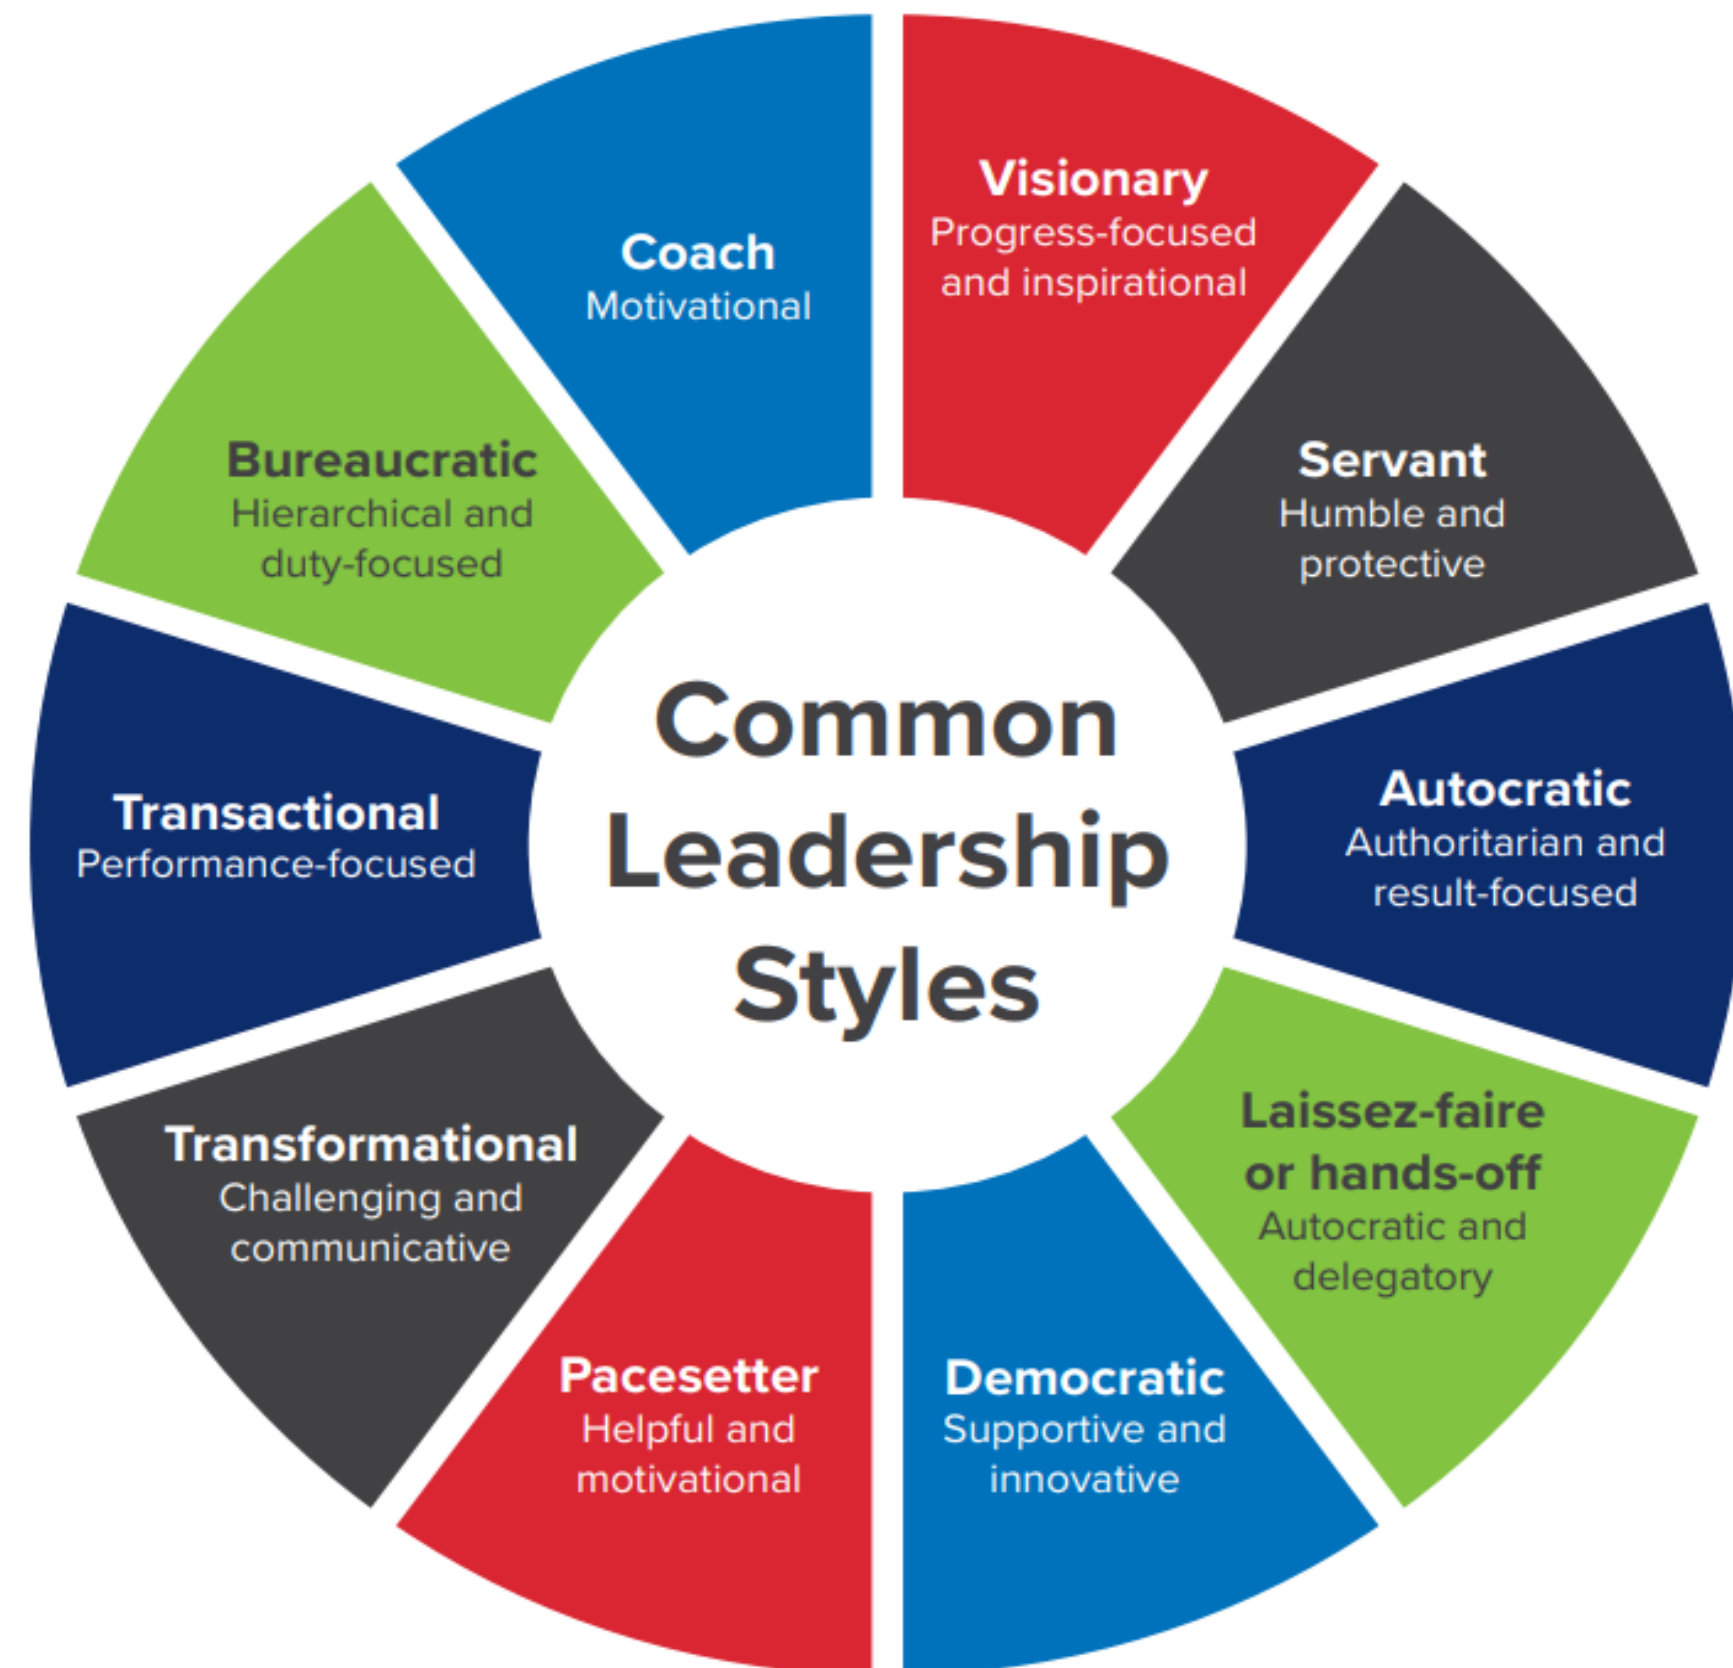 Common
Leadership
Styles
Visionary
Progress-focused
and inspirational
Servant
Humble and
protective
Autocratic
Authoritarian and
result-focused
Laissez-faire
or hands-off
Autocratic and
delegatory
Democratic
Supportive and
innovative
Pacesetter
Helpful and
motivational
Transformational
Challenging and
communicative
Transactional
Performance-focused
Bureaucratic
Hierarchical and
duty-focused
Coach
Motivational